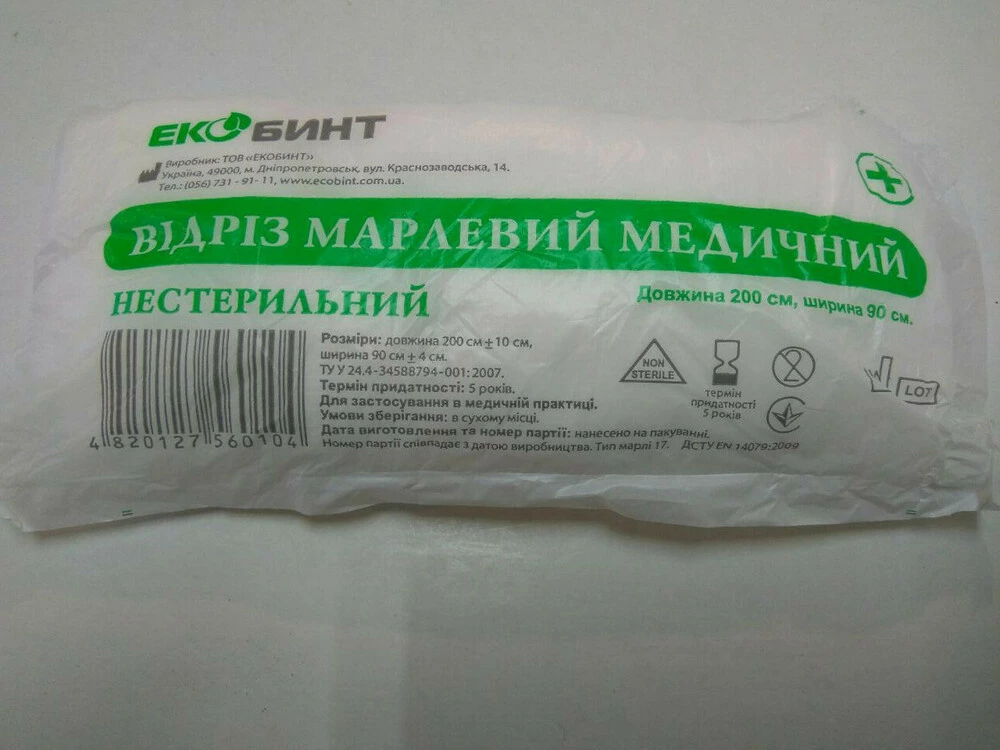 ЕКОБИНТ
Виробник: ТОВ «ЕКОБИНТ»
Україна, 49000, м. Дніпропетровськ, вул. Краснозаводська, 14.
Тел.: (056) 731 - 91- 11, www.ecobint.com.ua.
ВІДРІЗ МАРЛЕВИЙ МЕДИЧНИЙ
НЕСТЕРИЛЬНИЙ
Довжина 200 см, ширина 90 см.
Розміри: довжина 200 см ± 10 см,
ширина 90 см ± 4 см.
ТУ У 24.4-34588794-001:2007.
Термін придатності: 5 років.
Для застосування в медичній практиці.
Умови зберігання: в сухому місці.
Дата виготовлення та номер партії: нанесено на пакуванні.
Номер партії співпадає з датою виробництва. Тип марлі 17. ДСТУ EN 14079:2009
NON
STERILE
термін
придатності
5 років
2
LOT
4 820127 560104